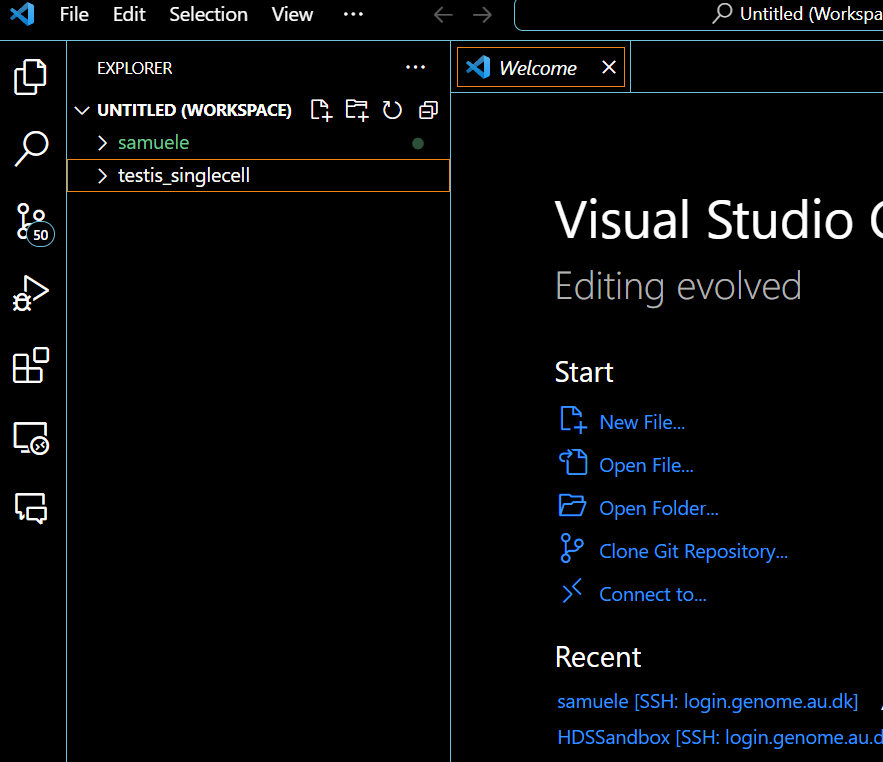 File Edit Selection View ···
Untitled (Workspa
EXPLORER
Welcome
UNTITLED (WORKSPACE)
samuele
testis_singlecell
50
Visual Studio
Editing evolved
Start
New File...
Open File...
Open Folder...
Clone Git Repository...
Connect to...
Recent
samuele [SSH: login.genome.au.dk]
HDSSandbox [SSH: login.genome.au.d